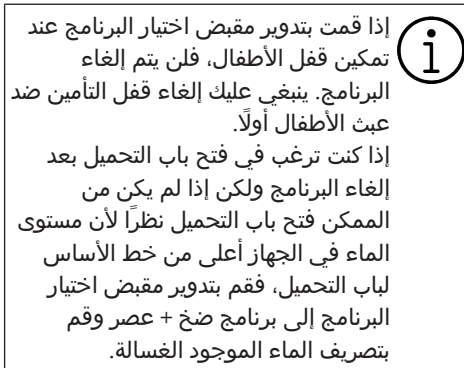 إذا قمت بتدوير مقبض اختيار البرنامج عند
تمكين قفل الأطفال، فلن يتم إلغاء
البرنامج. ينبغي عليك إلغاء قفل التأمين ضد
عبث الأطفال أولًا.
إذا كنت ترغب في فتح باب التحميل بعد
إلغاء البرنامج ولكن إذا لم يكن من
الممكن فتح باب التحميل نظرًا لأن مستوى
الماء في الجهاز أعلى من خط الأساس
لباب التحميل، فقم بتدوير مقبض اختيار
البرنامج إلى برنامج ضخ + عصر وقم
بتصريف الماء الموجود الغسالة.